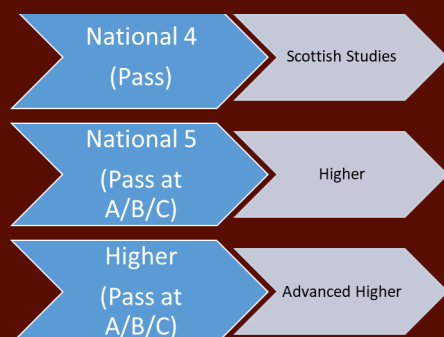 National 4
(Pass)
Scottish Studies
National 5
(Pass at
A/B/C)
Higher
Higher
(Pass at
A/B/C)
Advanced Higher